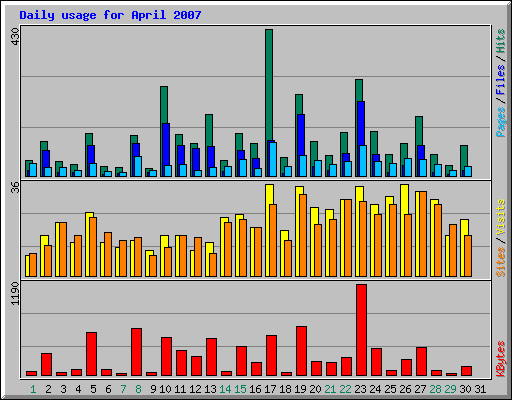 Daily usage for April 2007
430
Pages / Files / Hits
36
Sites / Visits
1190
KBytes
1 2 3 4 5 6 7 8 9 10 11 12 13 14 15 16 17 18 19 20 21 22 23 24 25 26 27 28 29 30 31